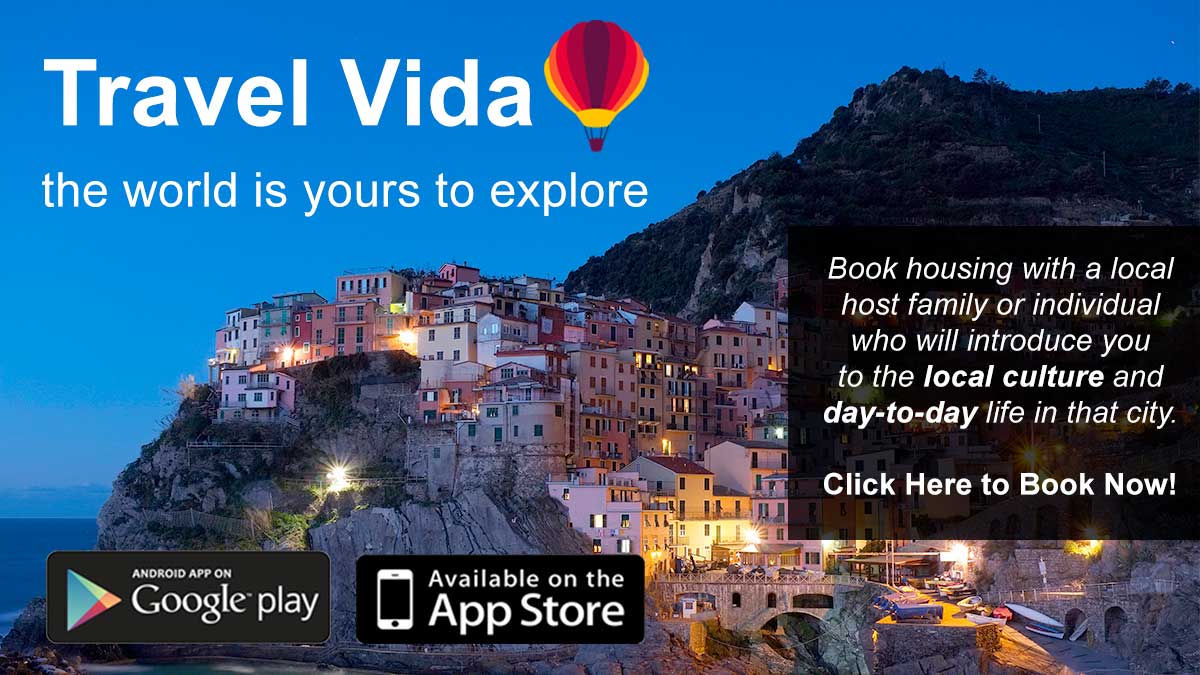 Travel Vida
the world is yours to explore
Book housing with a local
host family or individual
who will introduce you
to the local culture and
day-to-day life in that city.
Click Here to Book Now!
ANDROID APP ON
Google play
Available on the
App Store